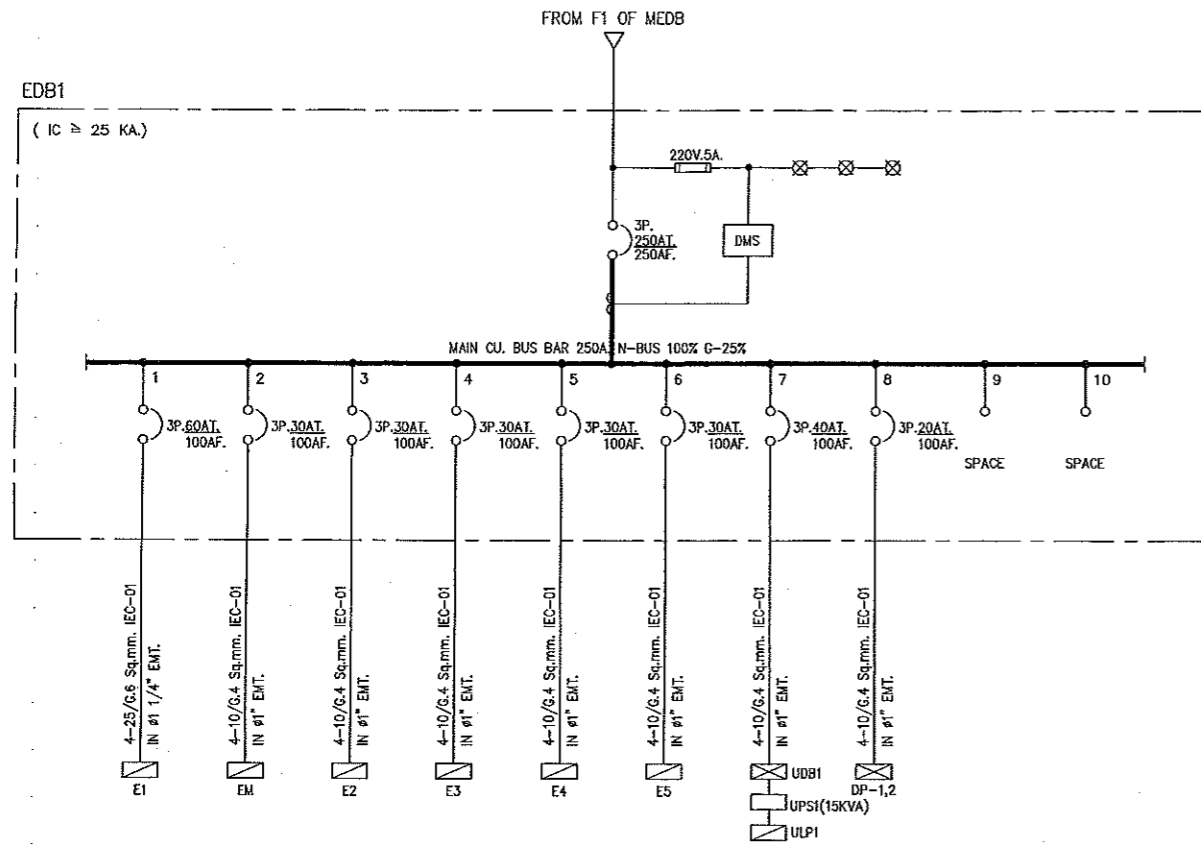 FROM F1 OF MEDB
EDB1
( IC ≥ 25 KA.)
220V.5A.
3P.
250AT.
250AF.
DMS
MAIN CU. BUS BAR 250A. N-BUS 100% G-25%
1
2
3
4
5
6
7
8
9
10
3P.60AT.
100AF.
3P.30AT.
100AF.
3P.30AT.
100AF.
3P.30AT.
100AF.
3P.30AT.
100AF.
3P.30AT.
100AF.
3P.40AT.
100AF.
3P.20AT.
100AF.
SPACE
SPACE
4-25/G.6 Sq.mm. IEC-01
IN ø1 1/4" EMT.
4-10/G.4 Sq.mm. IEC-01
IN ø1" EMT.
4-10/G.4 Sq.mm. IEC-01
IN ø1" EMT.
4-10/G.4 Sq.mm. IEC-01
IN ø1" EMT.
4-10/G.4 Sq.mm. IEC-01
IN ø1" EMT.
4-10/G.4 Sq.mm. IEC-01
IN ø1" EMT.
4-10/G.4 Sq.mm. IEC-01
IN ø1" EMT.
4-10/G.4 Sq.mm. IEC-01
IN ø1" EMT.
E1
EM
E2
E3
E4
E5
UDB1
DP-1,2
UPS1(15KVA)
ULP1